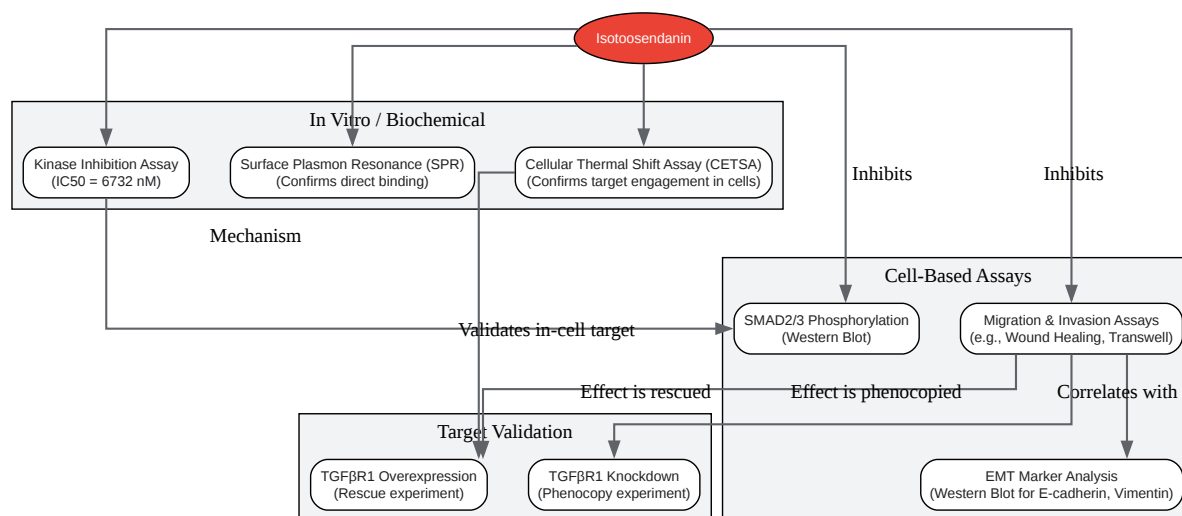 Isotoosendanin
In Vitro / Biochemical
Kinase Inhibition Assay
(IC50 = 6732 nM)
Surface Plasmon Resonance (SPR)
(Confirms direct binding)
Cellular Thermal Shift Assay (CETSA)
(Confirms target engagement in cells)
Inhibits
Inhibits
Mechanism
Cell-Based Assays
Validates in-cell target
SMAD2/3 Phosphorylation
(Western Blot)
Migration & Invasion Assays
(e.g., Wound Healing, Transwell)
Effect is rescued
Effect is phenocopied
Correlates with
Target Validation
TGFβR1 Overexpression
(Rescue experiment)
TGFβR1 Knockdown
(Phenocopy experiment)
EMT Marker Analysis
(Western Blot for E-cadherin, Vimentin)